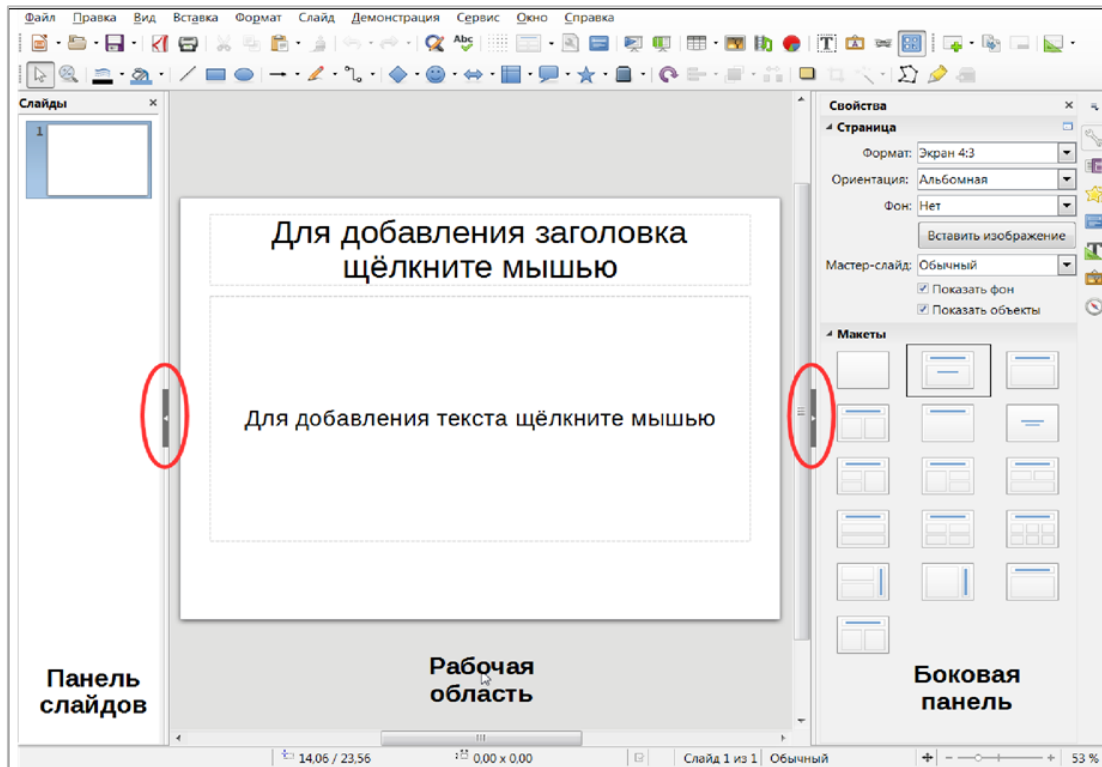 Файл Правка Вид Вставка Формат Слайд Демонстрация Сервис Окно Справка
Abc
Слайды ×
1
Для добавления заголовка
щёлкните мышью
Для добавления текста щёлкните мышью
Панель
слайдов
Рабочая
область
Свойства ×
Страница
Формат: Экран 4:3
Ориентация: Альбомная
Фон: Нет
Вставить изображение
Мастер-слайд: Обычный
Показать фон
Показать объекты
Макеты
Боковая
панель
14,06 / 23,56 0,00 x 0,00 Слайд 1 из 1 Обычный 53 %